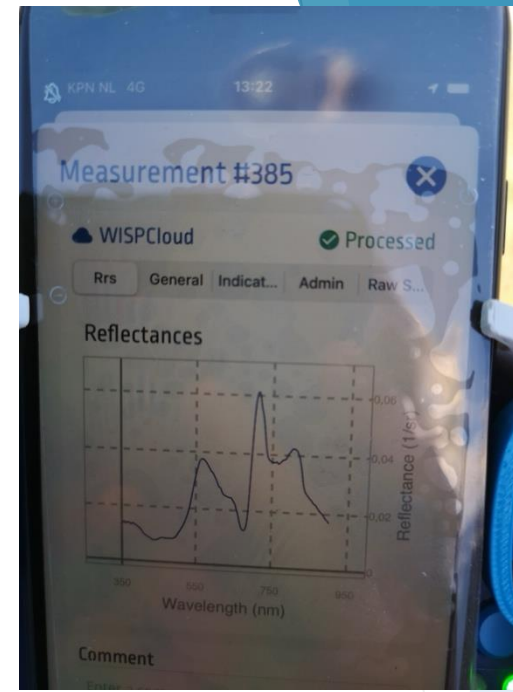 KPN NL 4G 13:22
Measurement #385
WISPCloud Processed
Rrs General Indicat... Admin Raw S...
Reflectances
0,06
0,04
0,02
0
Reflectance (1/sr)
350 550 750 950
Wavelength (nm)
Comment